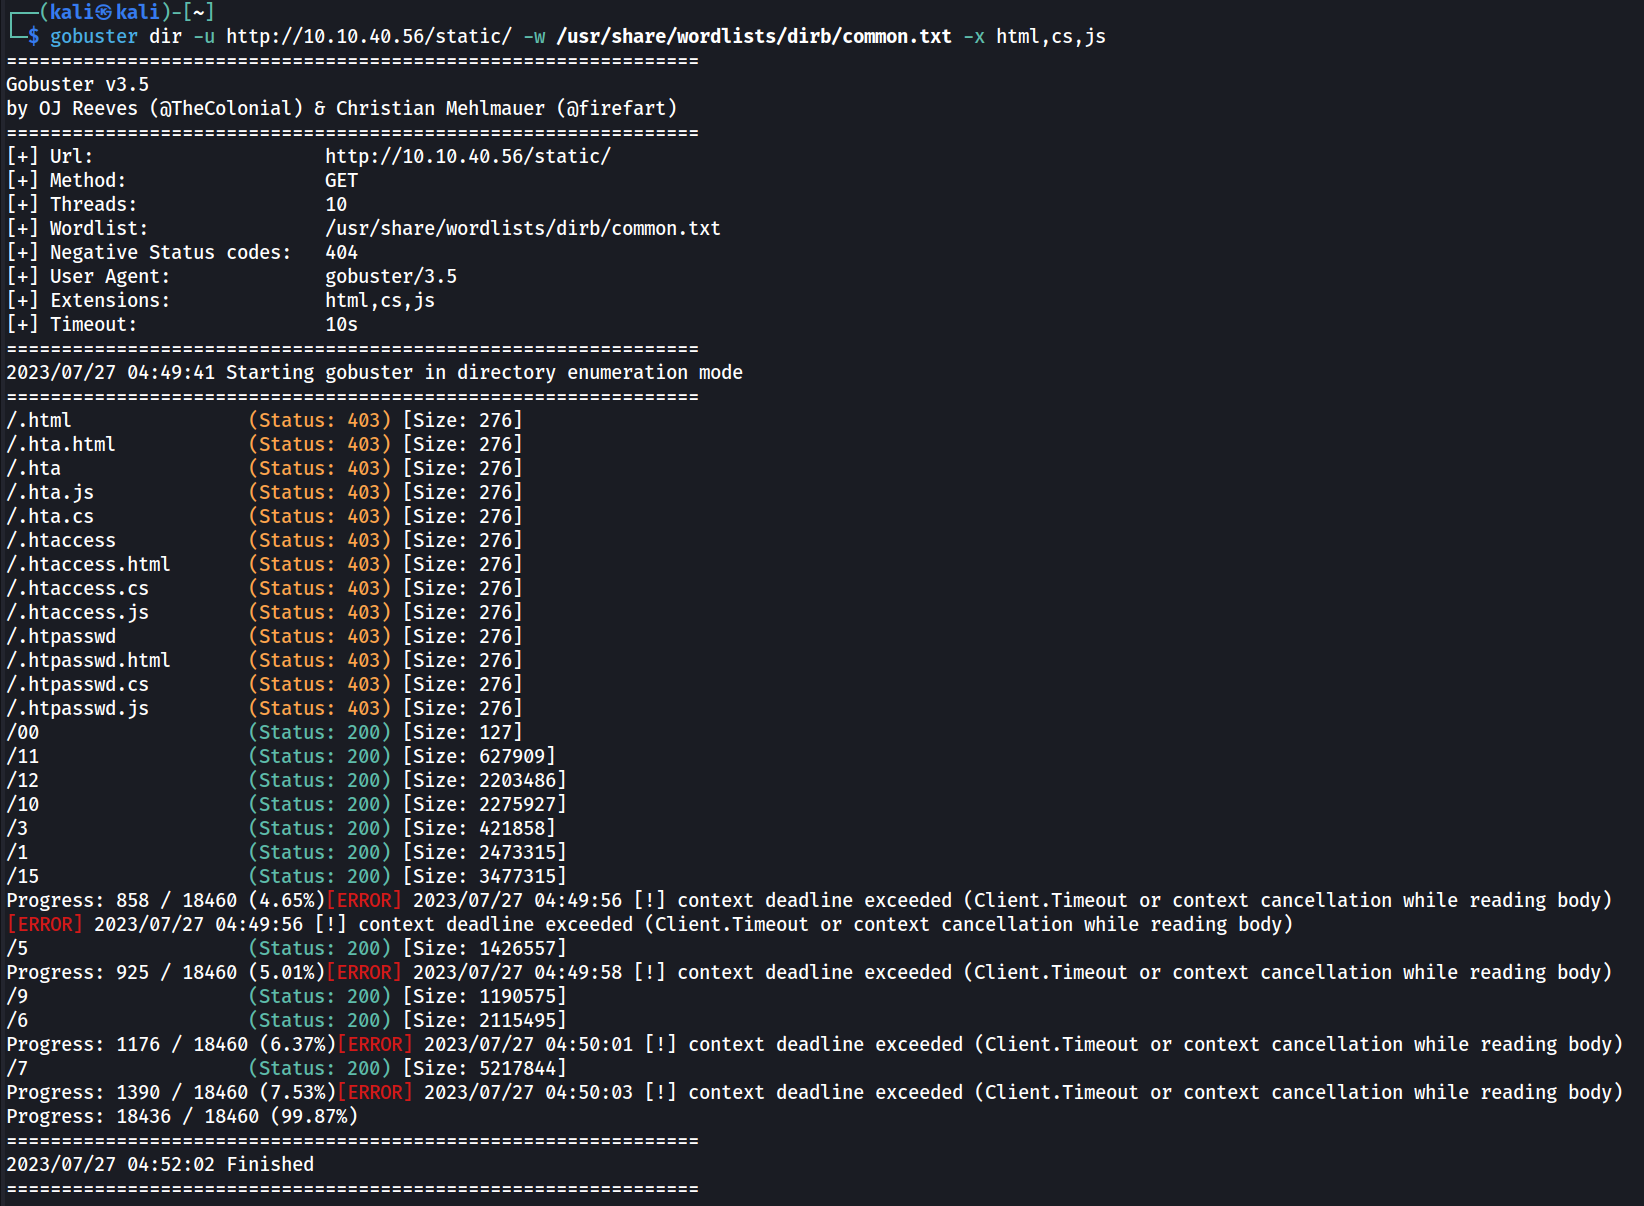 ┌──(kali㉿kali)-[~]
└─$ gobuster dir -u http://10.10.40.56/static/ -w /usr/share/wordlists/dirb/common.txt -x html,cs,js
===============================================================
Gobuster v3.5
by OJ Reeves (@TheColonial) & Christian Mehlmauer (@firefart)
===============================================================
[+] Url:                     http://10.10.40.56/static/
[+] Method:                  GET
[+] Threads:                 10
[+] Wordlist:                /usr/share/wordlists/dirb/common.txt
[+] Negative Status codes:   404
[+] User Agent:              gobuster/3.5
[+] Extensions:              html,cs,js
[+] Timeout:                 10s
===============================================================
2023/07/27 04:49:41 Starting gobuster in directory enumeration mode
===============================================================
/.html                (Status: 403) [Size: 276]
/.hta.html            (Status: 403) [Size: 276]
/.hta                 (Status: 403) [Size: 276]
/.hta.js              (Status: 403) [Size: 276]
/.hta.cs              (Status: 403) [Size: 276]
/.htaccess            (Status: 403) [Size: 276]
/.htaccess.html       (Status: 403) [Size: 276]
/.htaccess.cs         (Status: 403) [Size: 276]
/.htaccess.js         (Status: 403) [Size: 276]
/.htpasswd            (Status: 403) [Size: 276]
/.htpasswd.html       (Status: 403) [Size: 276]
/.htpasswd.cs         (Status: 403) [Size: 276]
/.htpasswd.js         (Status: 403) [Size: 276]
/00                   (Status: 200) [Size: 127]
/11                   (Status: 200) [Size: 627909]
/12                   (Status: 200) [Size: 2203486]
/10                   (Status: 200) [Size: 2275927]
/3                    (Status: 200) [Size: 421858]
/1                    (Status: 200) [Size: 2473315]
/15                   (Status: 200) [Size: 3477315]
Progress: 858 / 18460 (4.65%)[ERROR] 2023/07/27 04:49:56 [!] context deadline exceeded (Client.Timeout or context cancellation while reading body)
[ERROR] 2023/07/27 04:49:56 [!] context deadline exceeded (Client.Timeout or context cancellation while reading body)
/5                    (Status: 200) [Size: 1426557]
Progress: 925 / 18460 (5.01%)[ERROR] 2023/07/27 04:49:58 [!] context deadline exceeded (Client.Timeout or context cancellation while reading body)
/9                    (Status: 200) [Size: 1190575]
/6                    (Status: 200) [Size: 2115495]
Progress: 1176 / 18460 (6.37%)[ERROR] 2023/07/27 04:50:01 [!] context deadline exceeded (Client.Timeout or context cancellation while reading body)
/7                    (Status: 200) [Size: 5217844]
Progress: 1390 / 18460 (7.53%)[ERROR] 2023/07/27 04:50:03 [!] context deadline exceeded (Client.Timeout or context cancellation while reading body)
Progress: 18436 / 18460 (99.87%)
===============================================================
2023/07/27 04:52:02 Finished
===============================================================